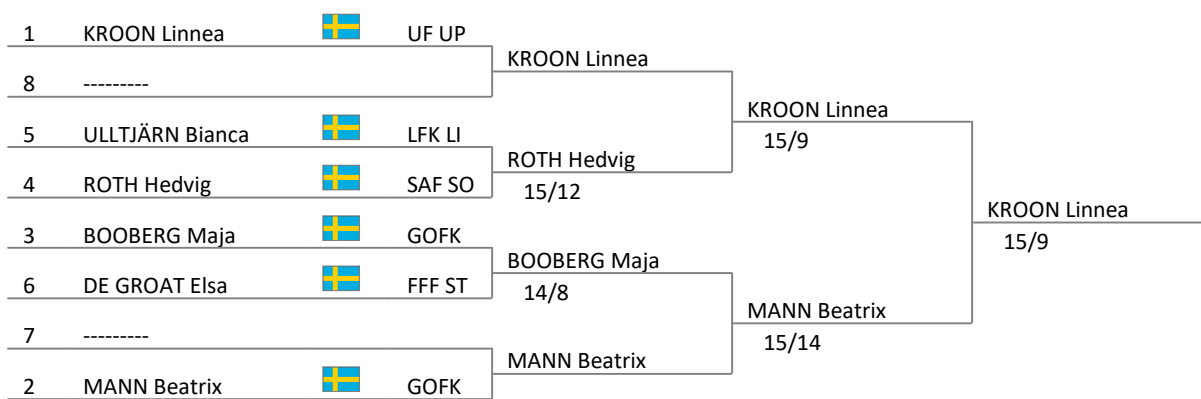 1 KROON Linnea UF UP
KROON Linnea
8 ---------
KROON Linnea
15/9
5 ULLTJÄRN Bianca LFK LI
ROTH Hedvig
15/12
4 ROTH Hedvig SAF SO
KROON Linnea
15/9
3 BOOBERG Maja GOFK
BOOBERG Maja
14/8
6 DE GROAT Elsa FFF ST
MANN Beatrix
15/14
7 ---------
MANN Beatrix
2 MANN Beatrix GOFK